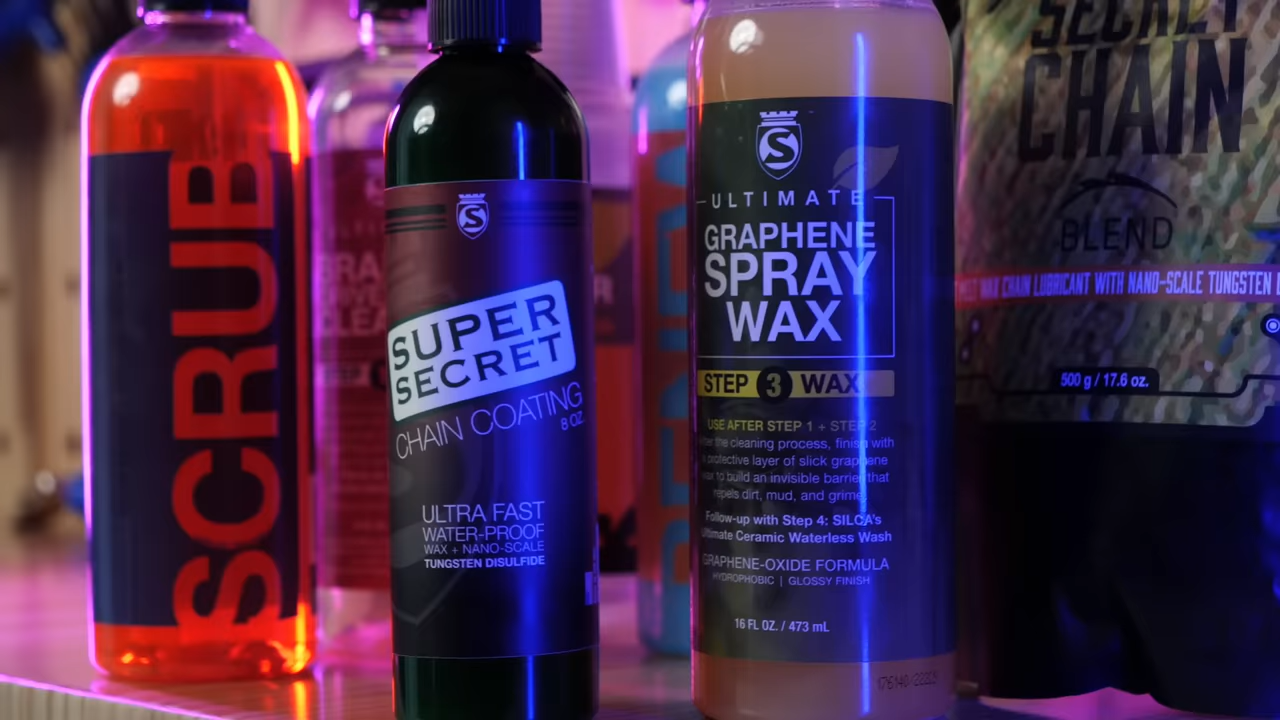 SCRUB
S
SUPER
SECRET
CHAIN COATING
8 OZ.
ULTRA FAST
WATER-PROOF
WAX + NANO-SCALE
TUNGSTEN DISULFIDE
S
ULTIMATE
GRAPHENE
SPRAY
WAX
STEP 3 WAX
USE AFTER STEP 1 + STEP 2
the cleaning process, finish with
protective layer of slick graphene
wax to build an invisible barrier that
repels dirt, mud, and grime.
Follow-up with Step 4: SILCA's
Ultimate Ceramic Waterless Wash
GRAPHENE-OXIDE FORMULA
HYDROPHOBIC | GLOSSY FINISH
16 FL OZ. / 473 mL
SECRET
CHAIN
BLEND
WAX CHAIN LUBRICANT WITH NANO-SCALE TUNGSTEN
500 g / 17.6 oz.